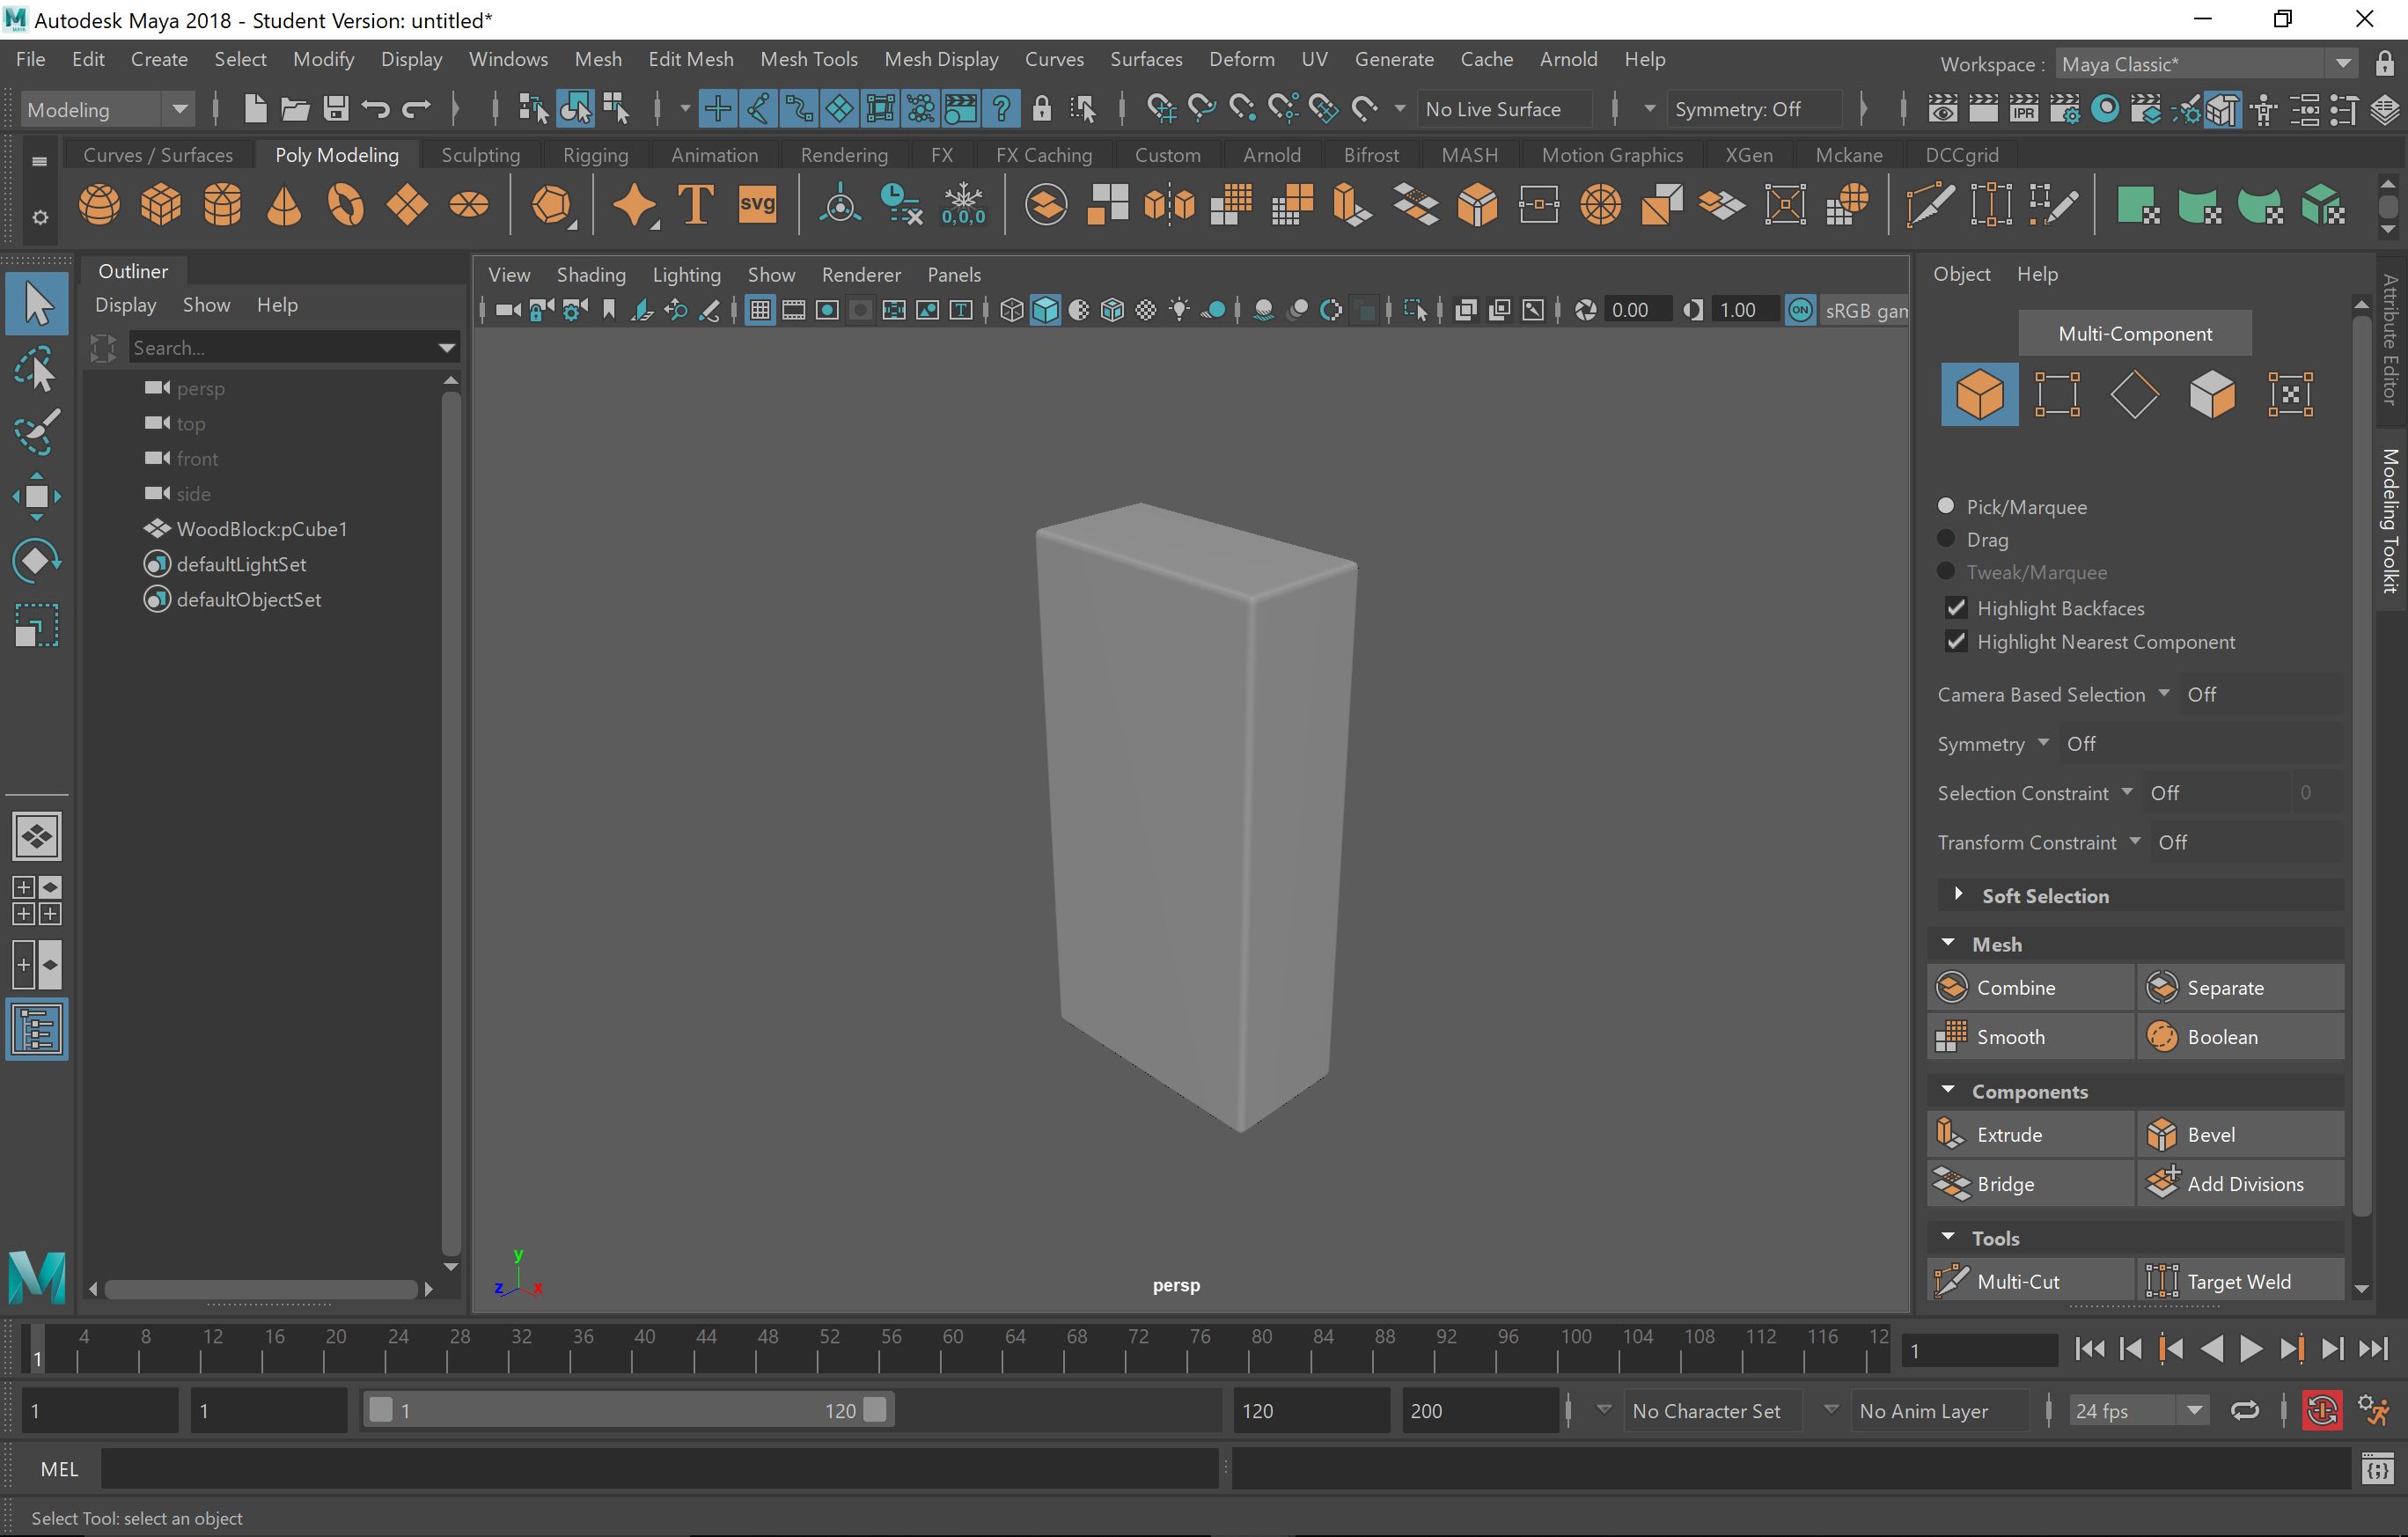 Autodesk Maya 2018 - Student Version: untitled*
File Edit Create Select Modify Display Windows Mesh Edit Mesh Mesh Tools Mesh Display Curves Surfaces Deform UV Generate Cache Arnold Help Workspace : Maya Classic*
Modeling No Live Surface Symmetry: Off IPR
Curves / Surfaces Poly Modeling Sculpting Rigging Animation Rendering FX FX Caching Custom Arnold Bifrost MASH Motion Graphics XGen Mckane DCCgrid
T svg 0,0,0
Outliner
Display Show Help
Search...
persp
top
front
side
WoodBlock:pCube1
defaultLightSet
defaultObjectSet
View Shading Lighting Show Renderer Panels
0.00 1.00 ON sRGB gam
y
z x
persp
Object Help
Multi-Component
Pick/Marquee
Drag
Tweak/Marquee
Highlight Backfaces
Highlight Nearest Component
Camera Based Selection Off
Symmetry Off
Selection Constraint Off 0
Transform Constraint Off
Soft Selection
Mesh
Combine Separate
Smooth Boolean
Components
Extrude Bevel
Bridge Add Divisions
Tools
Multi-Cut Target Weld
Attribute Editor
Modeling Toolkit
4 8 12 16 20 24 28 32 36 40 44 48 52 56 60 64 68 72 76 80 84 88 92 96 100 104 108 112 116 12
1 1
1 1 1 120 120 200 No Character Set No Anim Layer 24 fps
MEL
Select Tool: select an object